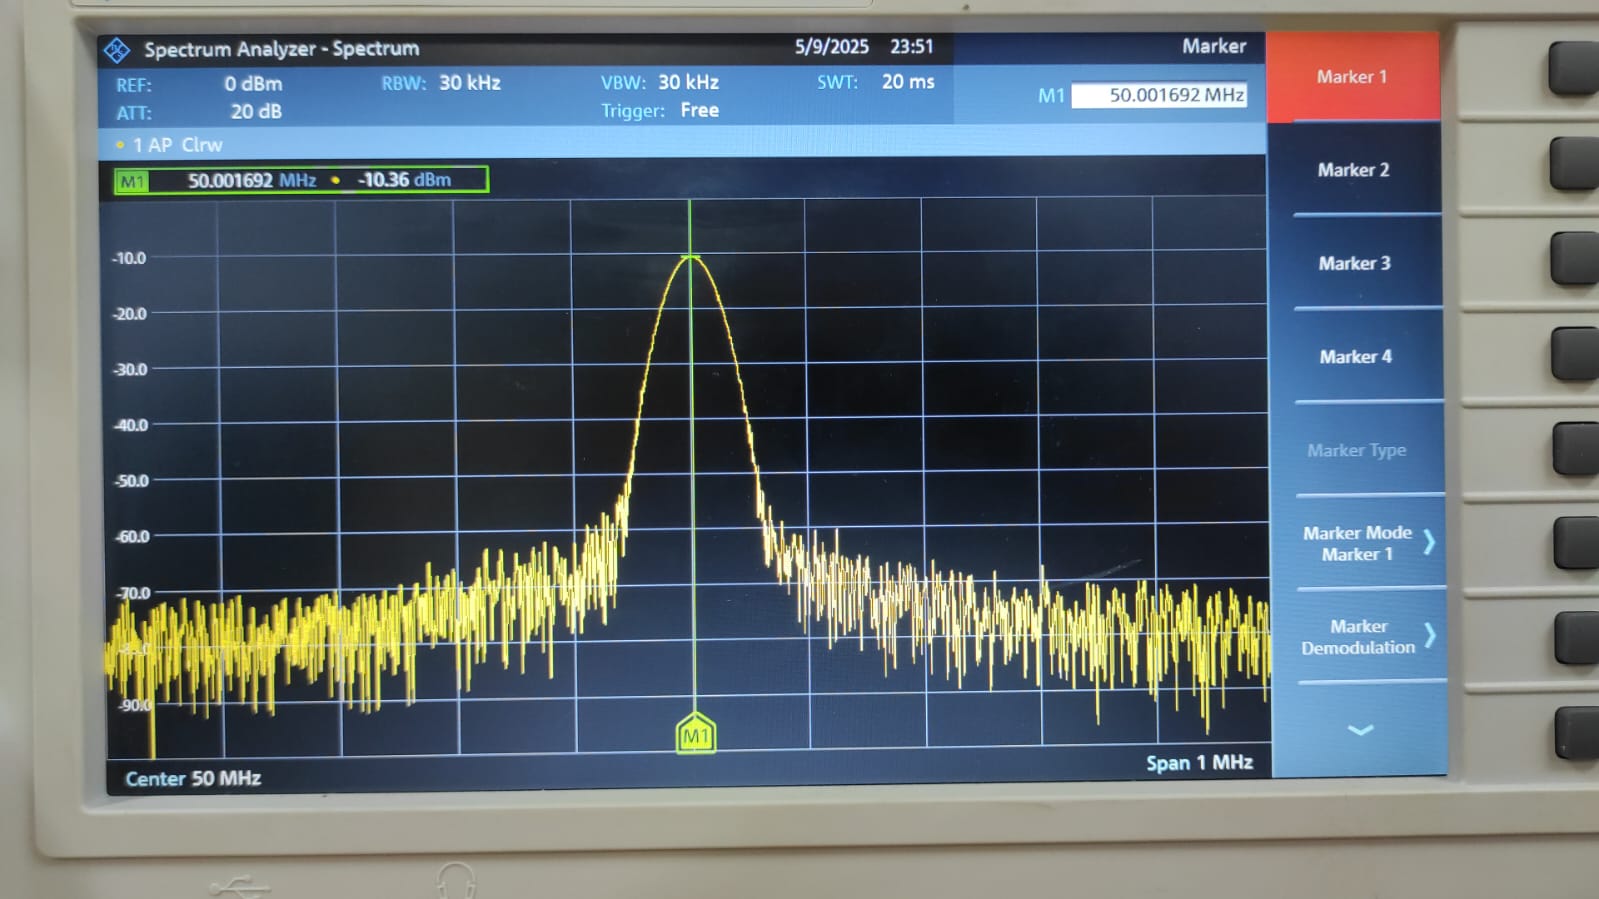 Spectrum Analyzer - Spectrum 5/9/2025 23:51 Marker
REF: 0 dBm RBW: 30 kHz VBW: 30 kHz SWT: 20 ms
ATT: 20 dB Trigger: Free
M1 50.001692 MHz
1 AP Clrw
M1 50.001692 MHz • -10.36 dBm
-10.0
-20.0
-30.0
-40.0
-50.0
-60.0
-70.0
-90.0
M1
Center 50 MHz Span 1 MHz
Marker 1
Marker 2
Marker 3
Marker 4
Marker Type
Marker Mode
Marker 1
Marker
Demodulation